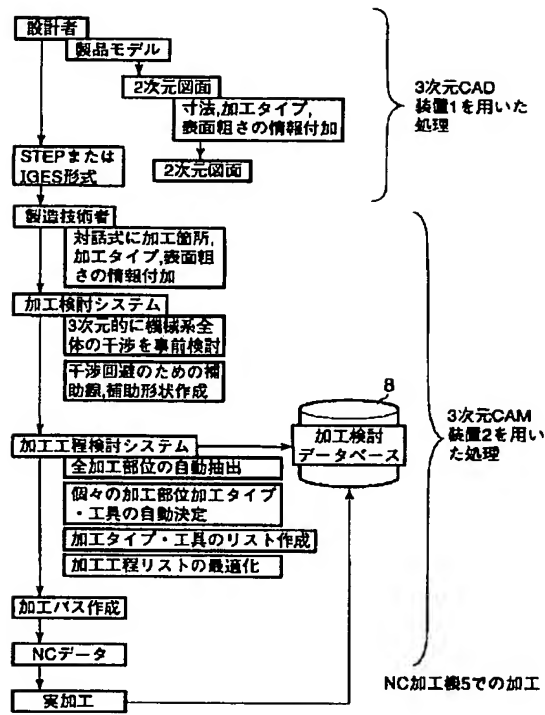 設計者
製品モデル
2次元図面
寸法,加工タイプ,
表面粗さの情報付加
STEPまたは
IGES形式
2次元図面
3次元CAD
装置1を用いた
処理
製造技術者
対話式に加工箇所,
加工タイプ,表面粗
さの情報付加
加工検討システム
3次元的に機械系全
体の干渉を事前検討
干渉回避のための補
助線,補助形状作成
8
加工検討
データベース
加工工程検討システム
全加工部位の自動抽出
個々の加工部位加工タイプ
・工具の自動決定
加工タイプ・工具のリスト作成
加工工程リストの最適化
3次元CAM
装置2を用い
た処理
加工パス作成
NCデータ
実加工
NC加工機5での加工